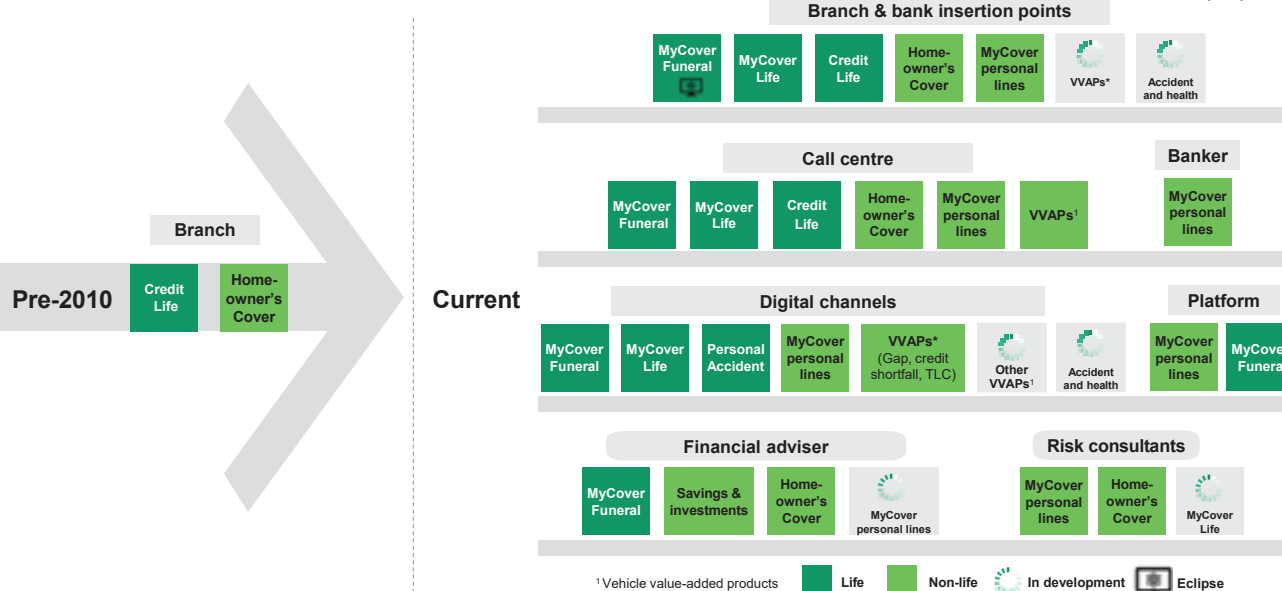 Branch & bank insertion points
MyCover
Funeral
MyCover
Life
Credit
Life
Home-
owner's
Cover
MyCover
personal
lines
VVAPs*
Accident
and health
Call centre
Banker
MyCover
Funeral
MyCover
Life
Credit
Life
Home-
owner's
Cover
MyCover
personal
lines
VVAPs¹
MyCover
personal
lines
Branch
Pre-2010
Credit
Life
Home-
owner's
Cover
Current
Digital channels
Platform
MyCover
Funeral
MyCover
Life
Personal
Accident
MyCover
personal
lines
VVAPs*
(Gap, credit
shortfall, TLC)
Other
VVAPs¹
Accident
and health
MyCover
personal
lines
MyCove
Funera
Financial adviser
Risk consultants
MyCover
Funeral
Savings &
investments
Home-
owner's
Cover
MyCover
personal lines
MyCover
personal
lines
Home-
owner's
Cover
MyCover
Life
¹ Vehicle value-added products
Life
Non-life
In development
Eclipse